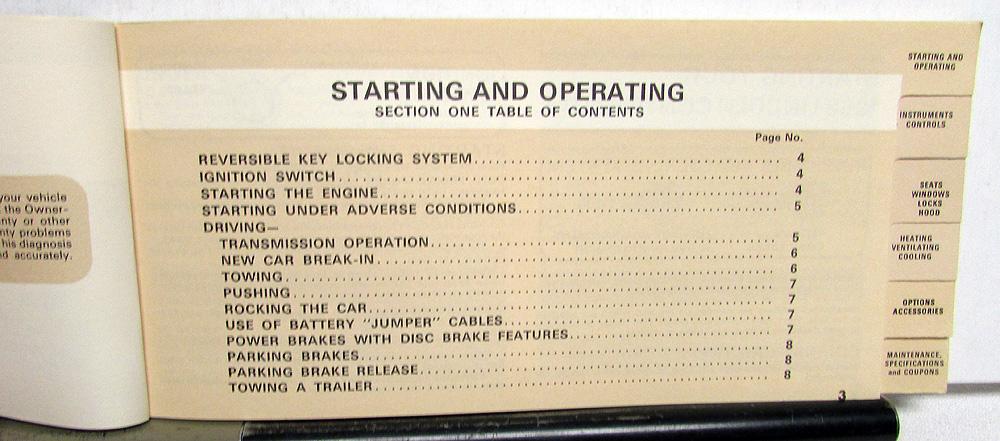 your vehicle
the Owner-
nty or other
nty problems
his diagnosis
d accurately.
STARTING AND OPERATING
SECTION ONE TABLE OF CONTENTS
Page No.
REVERSIBLE KEY LOCKING SYSTEM 4
IGNITION SWITCH 4
STARTING THE ENGINE 4
STARTING UNDER ADVERSE CONDITIONS 5
DRIVING—
TRANSMISSION OPERATION 5
NEW CAR BREAK-IN 6
TOWING 6
PUSHING 7
ROCKING THE CAR 7
USE OF BATTERY "JUMPER" CABLES 7
POWER BRAKES WITH DISC BRAKE FEATURES 7
PARKING BRAKES 8
PARKING BRAKE RELEASE 8
TOWING A TRAILER 8
3
STARTING AND
OPERATING
INSTRUMENTS
CONTROLS
SEATS
WINDOWS
LOCKS
HOOD
HEATING
VENTILATING
COOLING
OPTIONS
ACCESSORIES
MAINTENANCE,
SPECIFICATIONS
and COUPONS